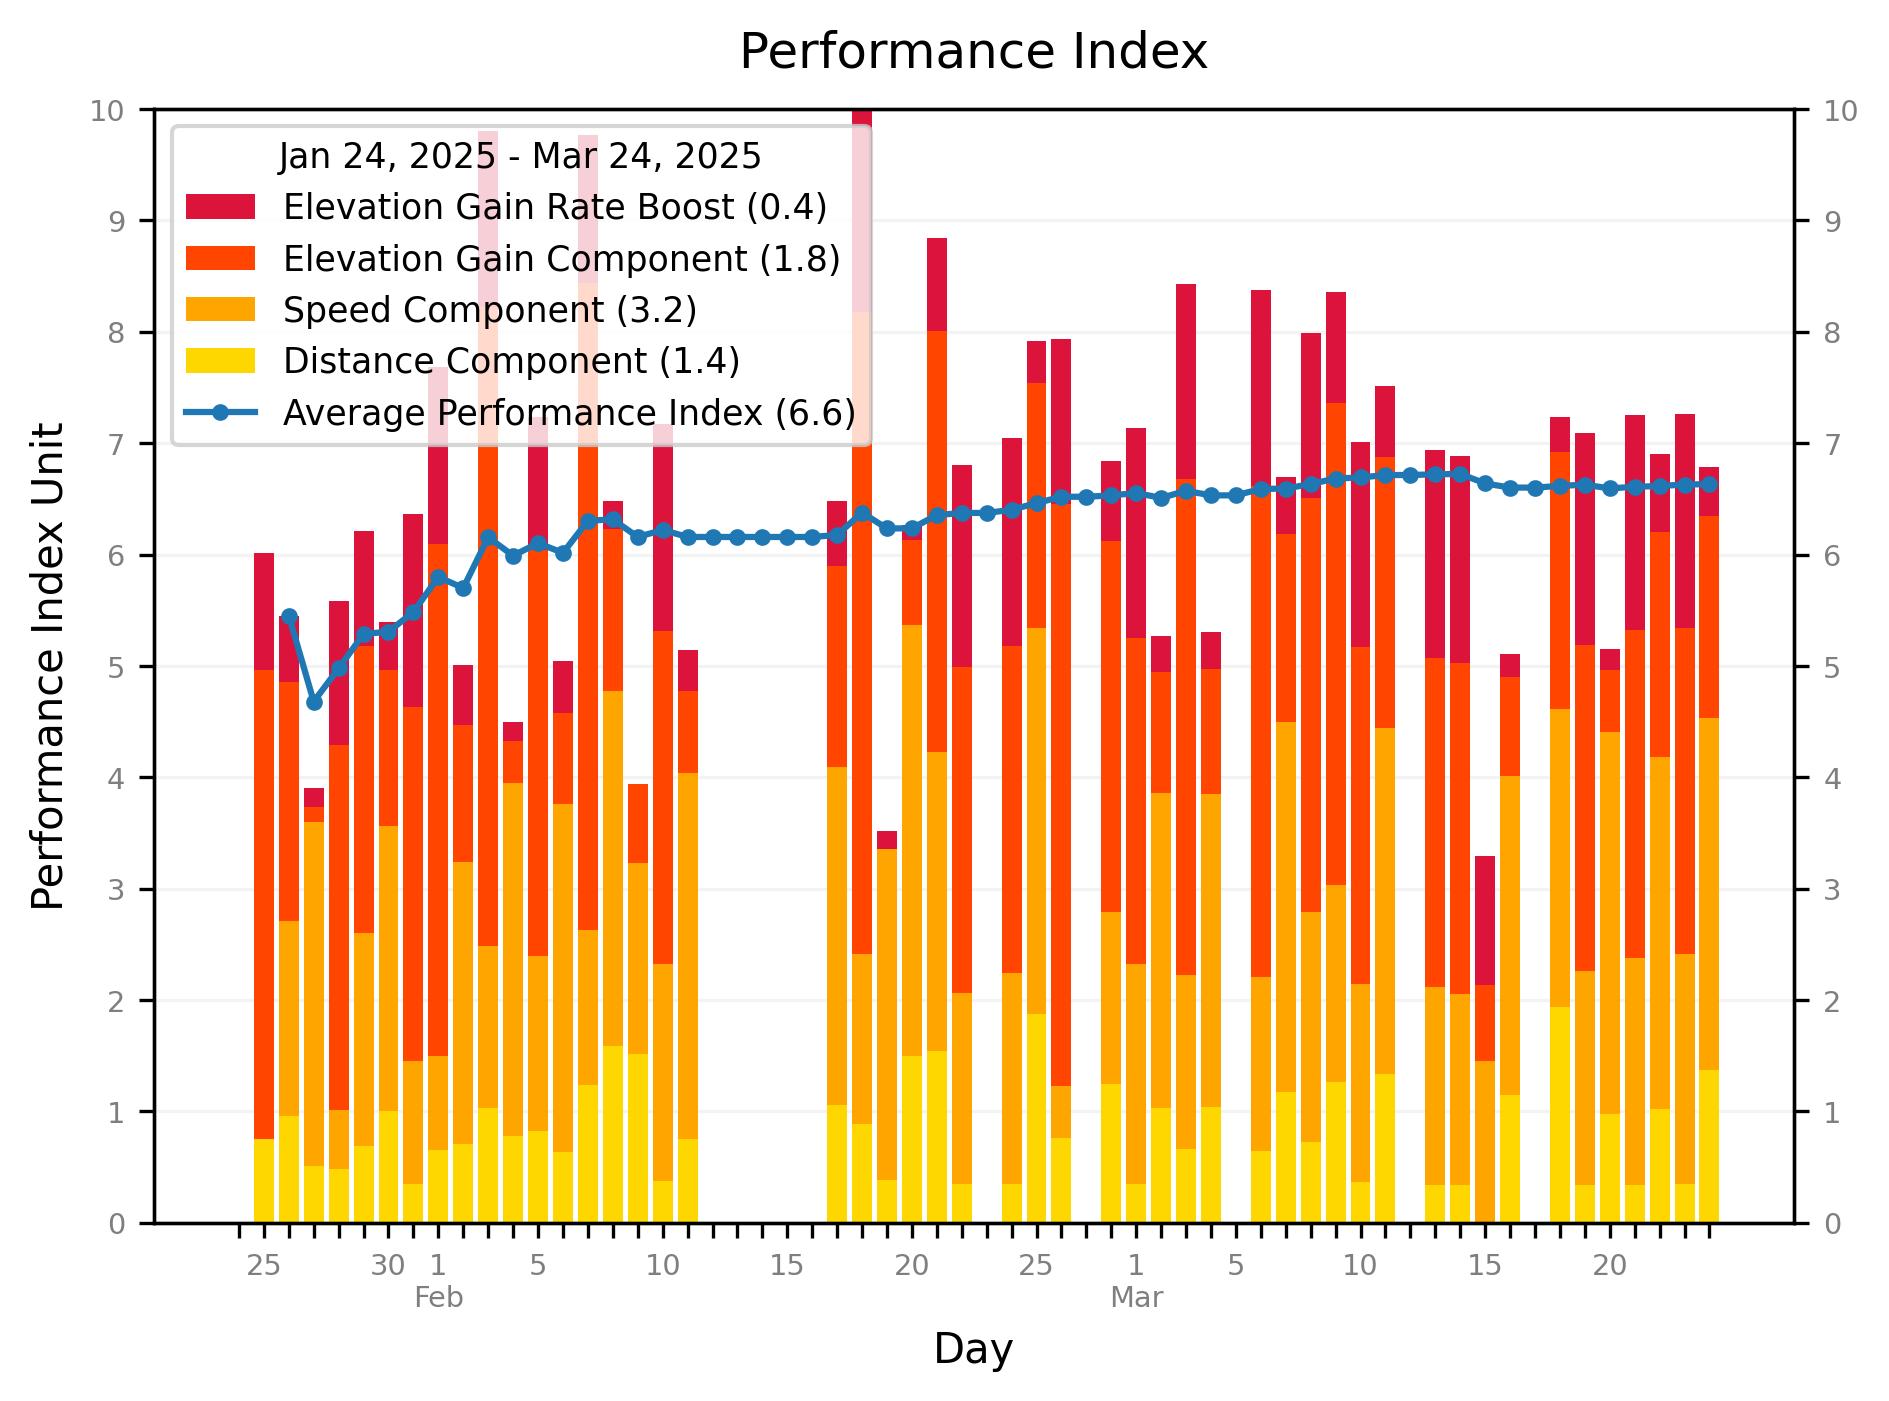 Performance Index
Jan 24, 2025 - Mar 24, 2025
Elevation Gain Rate Boost (0.4)
Elevation Gain Component (1.8)
Speed Component (3.2)
Distance Component (1.4)
Average Performance Index (6.6)
Performance Index Unit
10
9
8
7
6
5
4
3
2
1
0
10
9
8
7
6
5
4
3
2
1
0
25 30 1 5 10 15 20 25 1 5 10 15 20
Feb Mar
Day